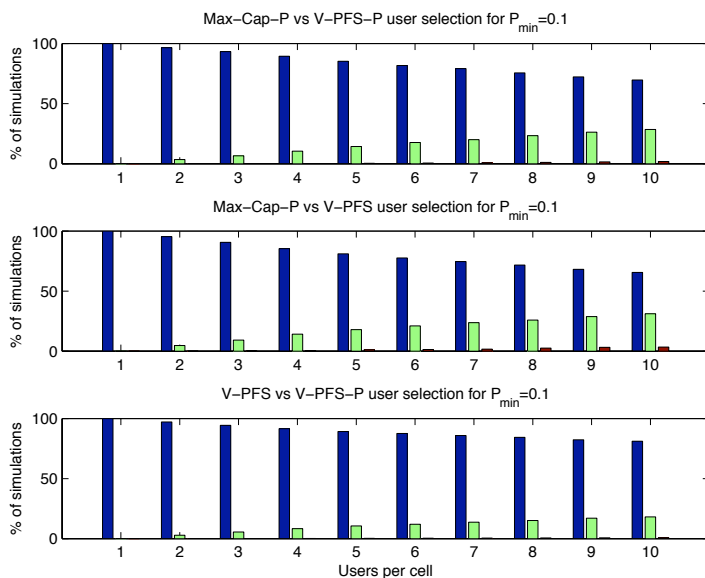 Max−Cap−P vs V−PFS−P user selection for P_min=0.1
100
50
0
% of simulations
1 2 3 4 5 6 7 8 9 10
Max−Cap−P vs V−PFS user selection for P_min=0.1
100
50
0
% of simulations
1 2 3 4 5 6 7 8 9 10
V−PFS vs V−PFS−P user selection for P_min=0.1
100
50
0
% of simulations
1 2 3 4 5 6 7 8 9 10
Users per cell